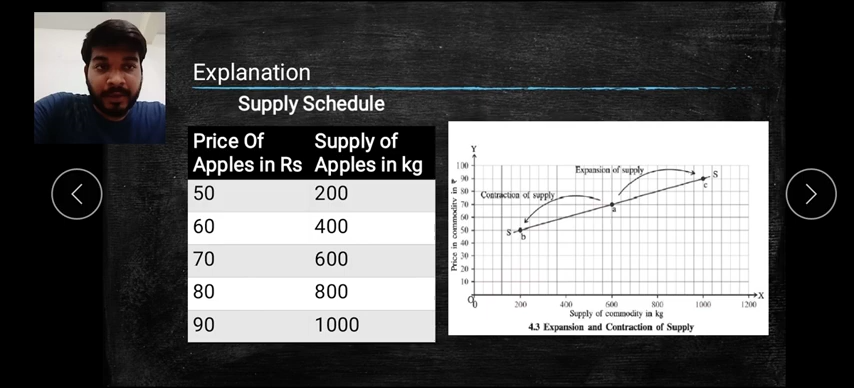 Explanation
Supply Schedule
Price Of Apples in Rs Supply of Apples in kg
50 200
60 400
70 600
80 800
90 1000
Y
Price in commodity in ₹
100
90
80
70
60
50
40
30
20
10
Expansion of supply
Contraction of supply
S
c
a
S
b
O
0 200 400 600 800 1000 1200
X
Supply of commodity in kg
4.3 Expansion and Contraction of Supply